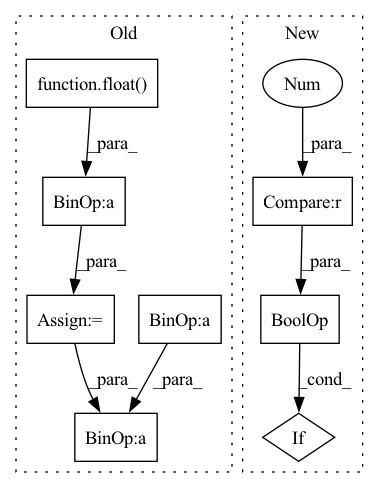 Old
New
function.float()
Num
_para_
_para_
BinOp:a
Compare:r
_para_
_para_
Assign:=
BinOp:a
BoolOp
_para_
_para_
_cond_
BinOp:a
If